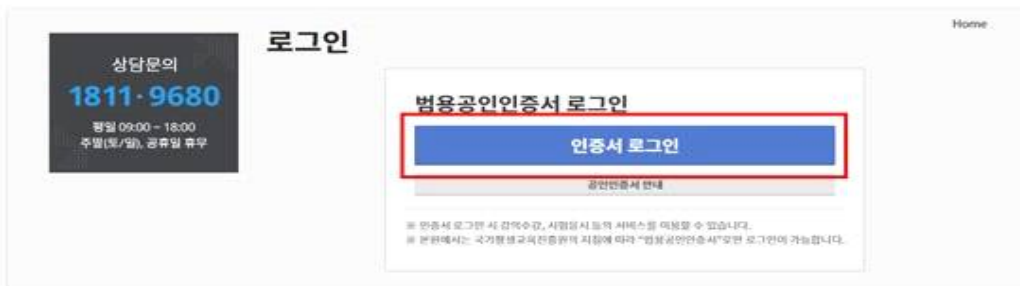 Home
로그인
상담문의
1811·9680
평일 09:00 ~ 18:00
주말(토/일), 공휴일 휴무
범용공인인증서 로그인
인증서 로그인
공인인증서 안내
※ 인증서 로그인 시 강의수강, 시험응시 등의 서비스를 이용할 수 있습니다.
※ 본원에서는 국가평생교육진흥원의 지침에 따라 "범용공인인증서"로만 로그인이 가능합니다.